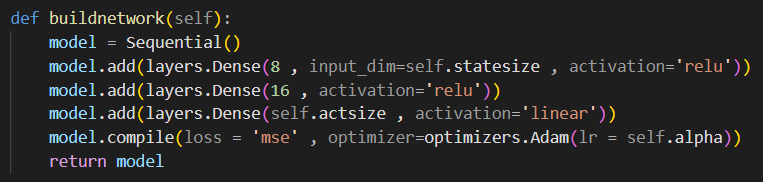 def buildnetwork(self):
    model = Sequential()
    model.add(layers.Dense(8 , input_dim=self.statesize , activation='relu'))
    model.add(layers.Dense(16 , activation='relu'))
    model.add(layers.Dense(self.actsize , activation='linear'))
    model.compile(loss = 'mse' , optimizer=optimizers.Adam(lr = self.alpha))
    return model